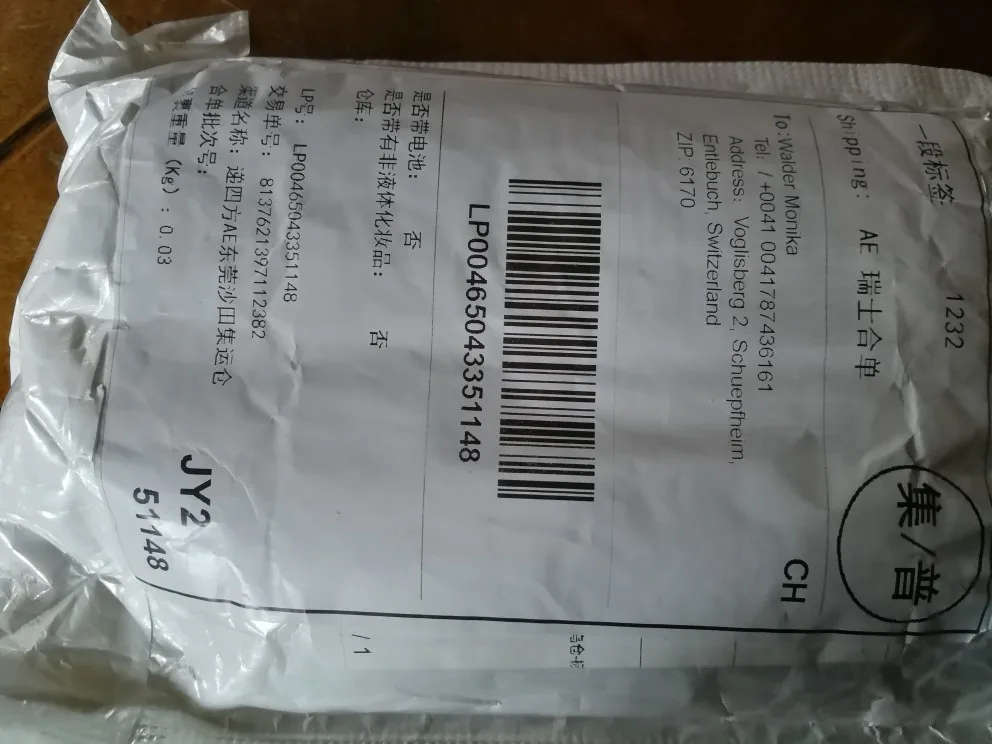 一段标签 1232
Shipping: AE 瑞士合单
集/普
To:Walder Monika
CH
Tel: / +0041 0041787436161
Address: Voglisberg 2, Schuepfheim,
Entlebuch, Switzerland
ZIP: 6170
LP00465043351148
是否带电池： 否
是否带有非液体化妆品： 否
仓库：
LP号： LP00465043351148
交易单号： 8137621397112382
渠道名称：递四方AE东莞沙田集运仓
合单批次号：
重量（Kg）: 0.03
JY2
51148
/ 1